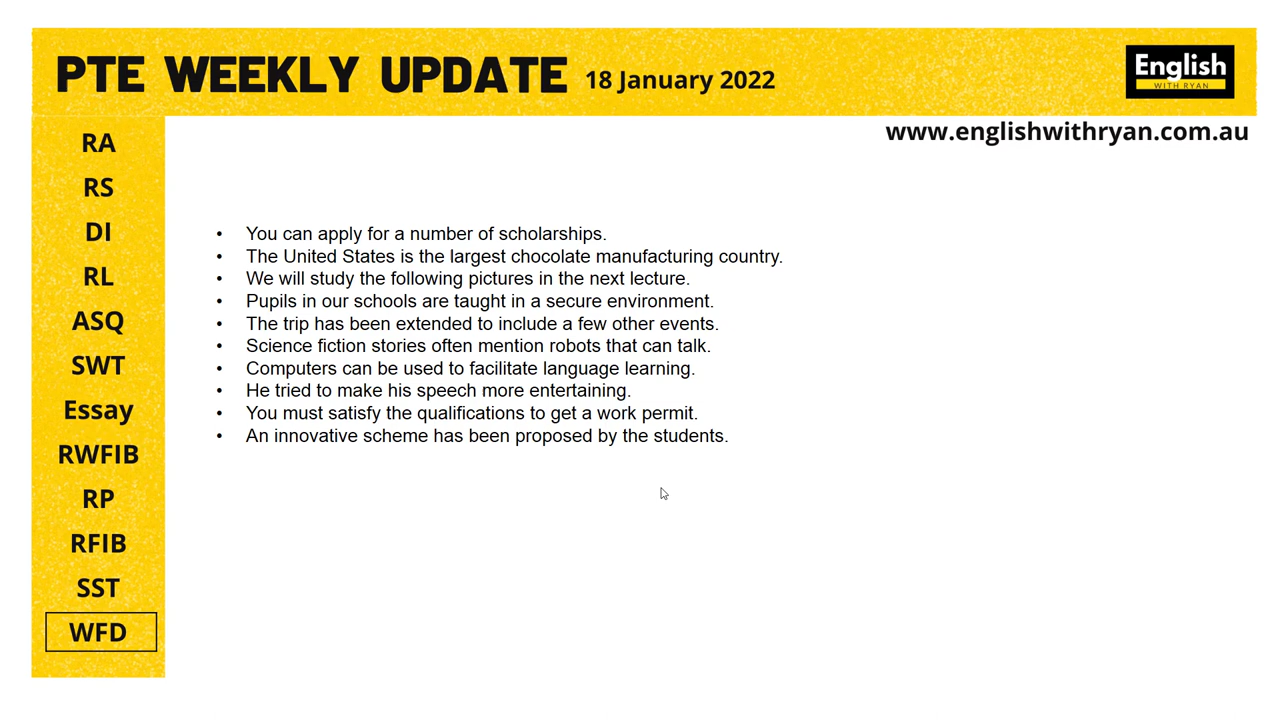 PTE WEEKLY UPDATE 18 January 2022
English
WITH RYAN
www.englishwithryan.com.au
RA
RS
DI
RL
ASQ
SWT
Essay
RWFIB
RP
RFIB
SST
WFD
• You can apply for a number of scholarships.
• The United States is the largest chocolate manufacturing country.
• We will study the following pictures in the next lecture.
• Pupils in our schools are taught in a secure environment.
• The trip has been extended to include a few other events.
• Science fiction stories often mention robots that can talk.
• Computers can be used to facilitate language learning.
• He tried to make his speech more entertaining.
• You must satisfy the qualifications to get a work permit.
• An innovative scheme has been proposed by the students.